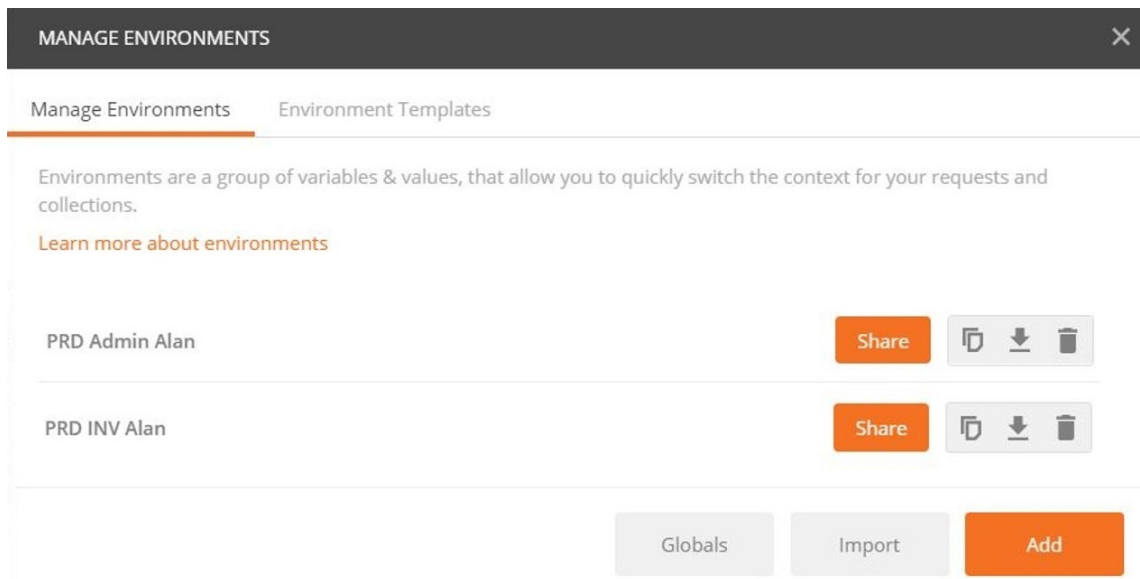 MANAGE ENVIRONMENTS
Manage Environments Environment Templates
Environments are a group of variables & values, that allow you to quickly switch the context for your requests and
collections.
Learn more about environments
PRD Admin Alan Share
PRD INV Alan Share
Globals Import Add